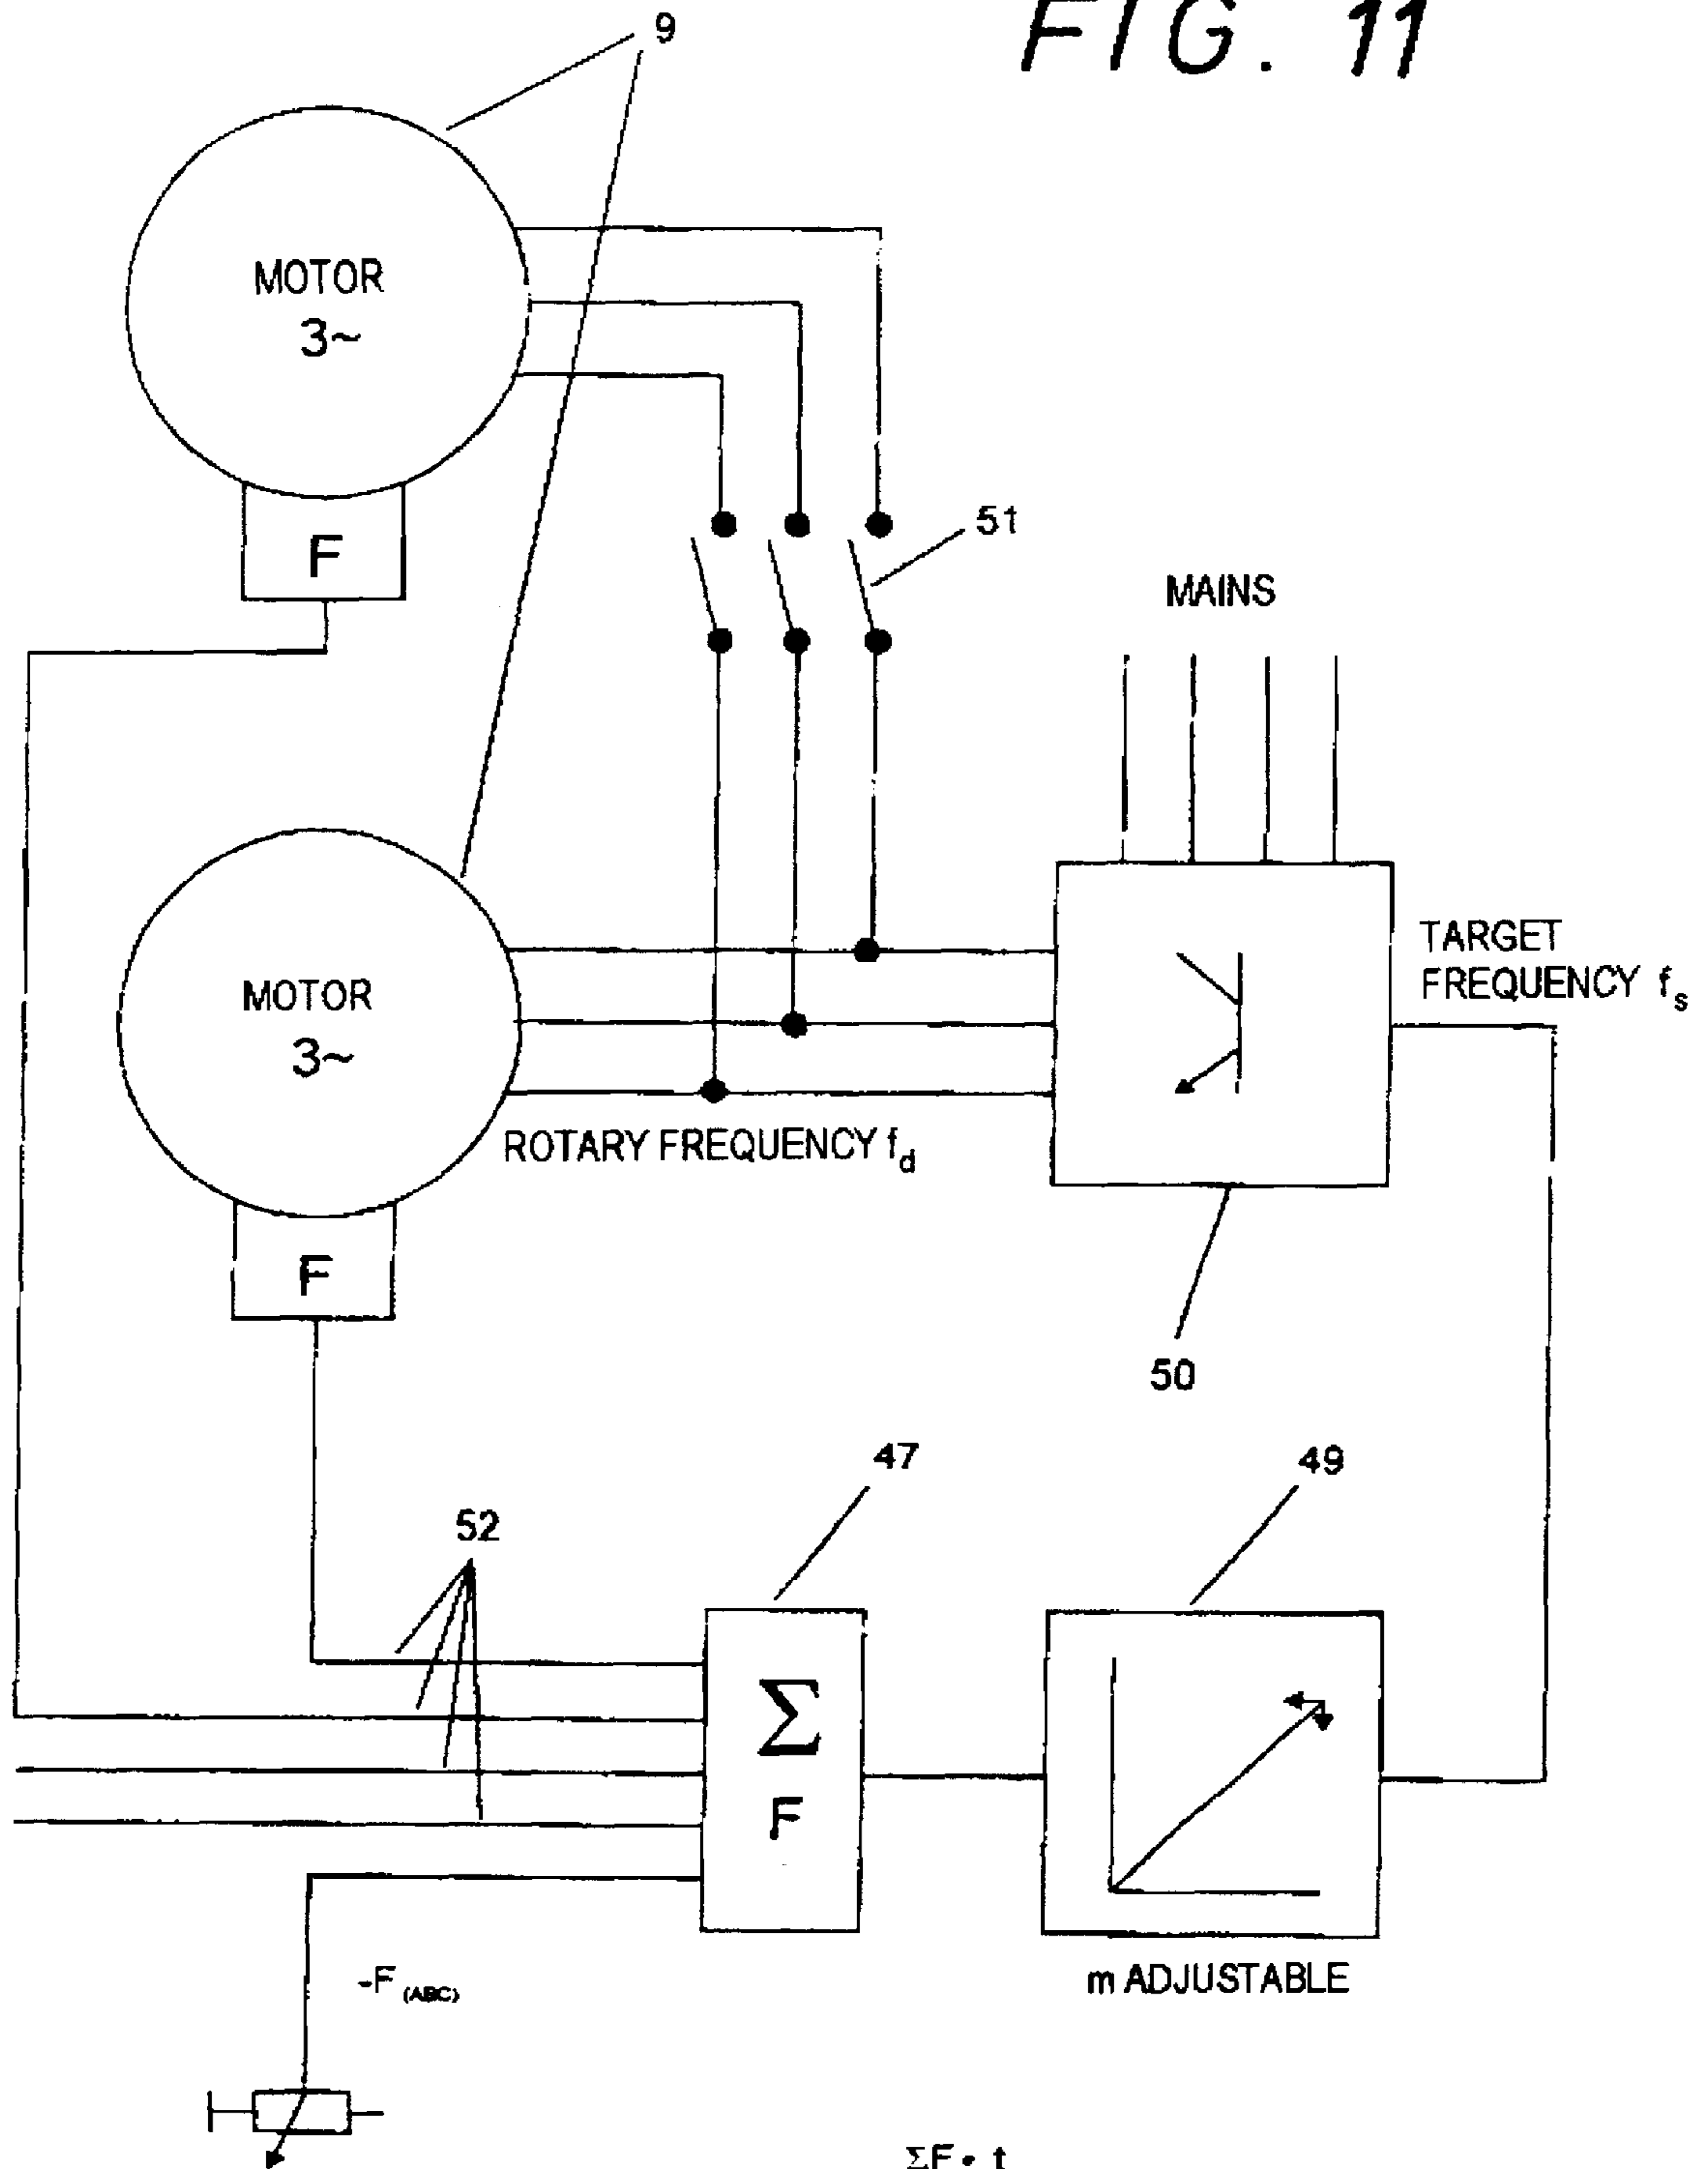 FIG. 11
9
MOTOR
3~
F
51
MAINS
TARGET
FREQUENCY fs
MOTOR
3~
ROTARY FREQUENCY fd
F
50
47
49
52
Σ
F
m ADJUSTABLE
-F(ABC)
ΣF • t